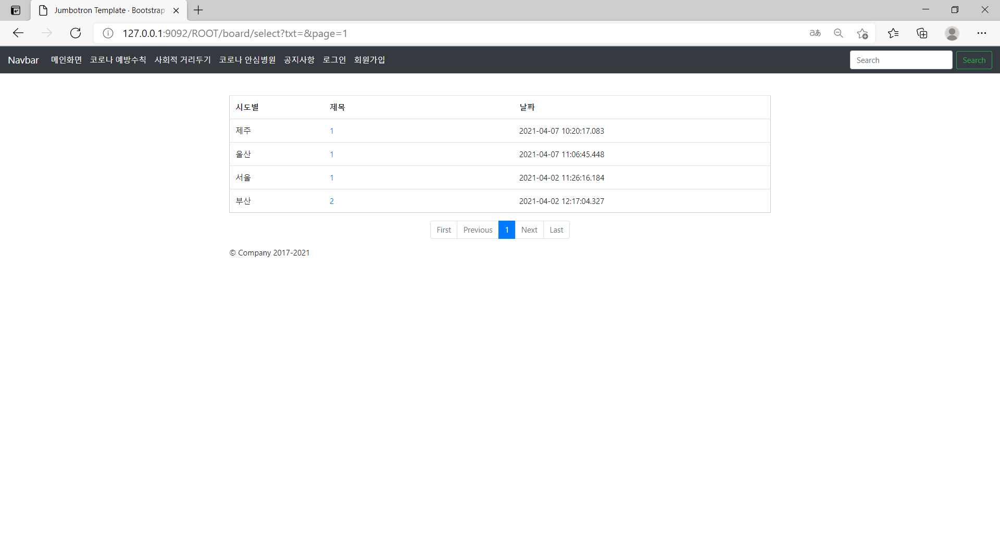 Jumbotron Template · Bootstrap
127.0.0.1:9092/ROOT/board/select?txt=&page=1
aあ
Navbar 메인화면 코로나 예방수칙 사회적 거리두기 코로나 안심병원 공지사항 로그인 회원가입 Search Search
시도별 제목 날짜
제주 1 2021-04-07 10:20:17.083
울산 1 2021-04-07 11:06:45.448
서울 1 2021-04-02 11:26:16.184
부산 2 2021-04-02 12:17:04.327
First Previous 1 Next Last
© Company 2017-2021